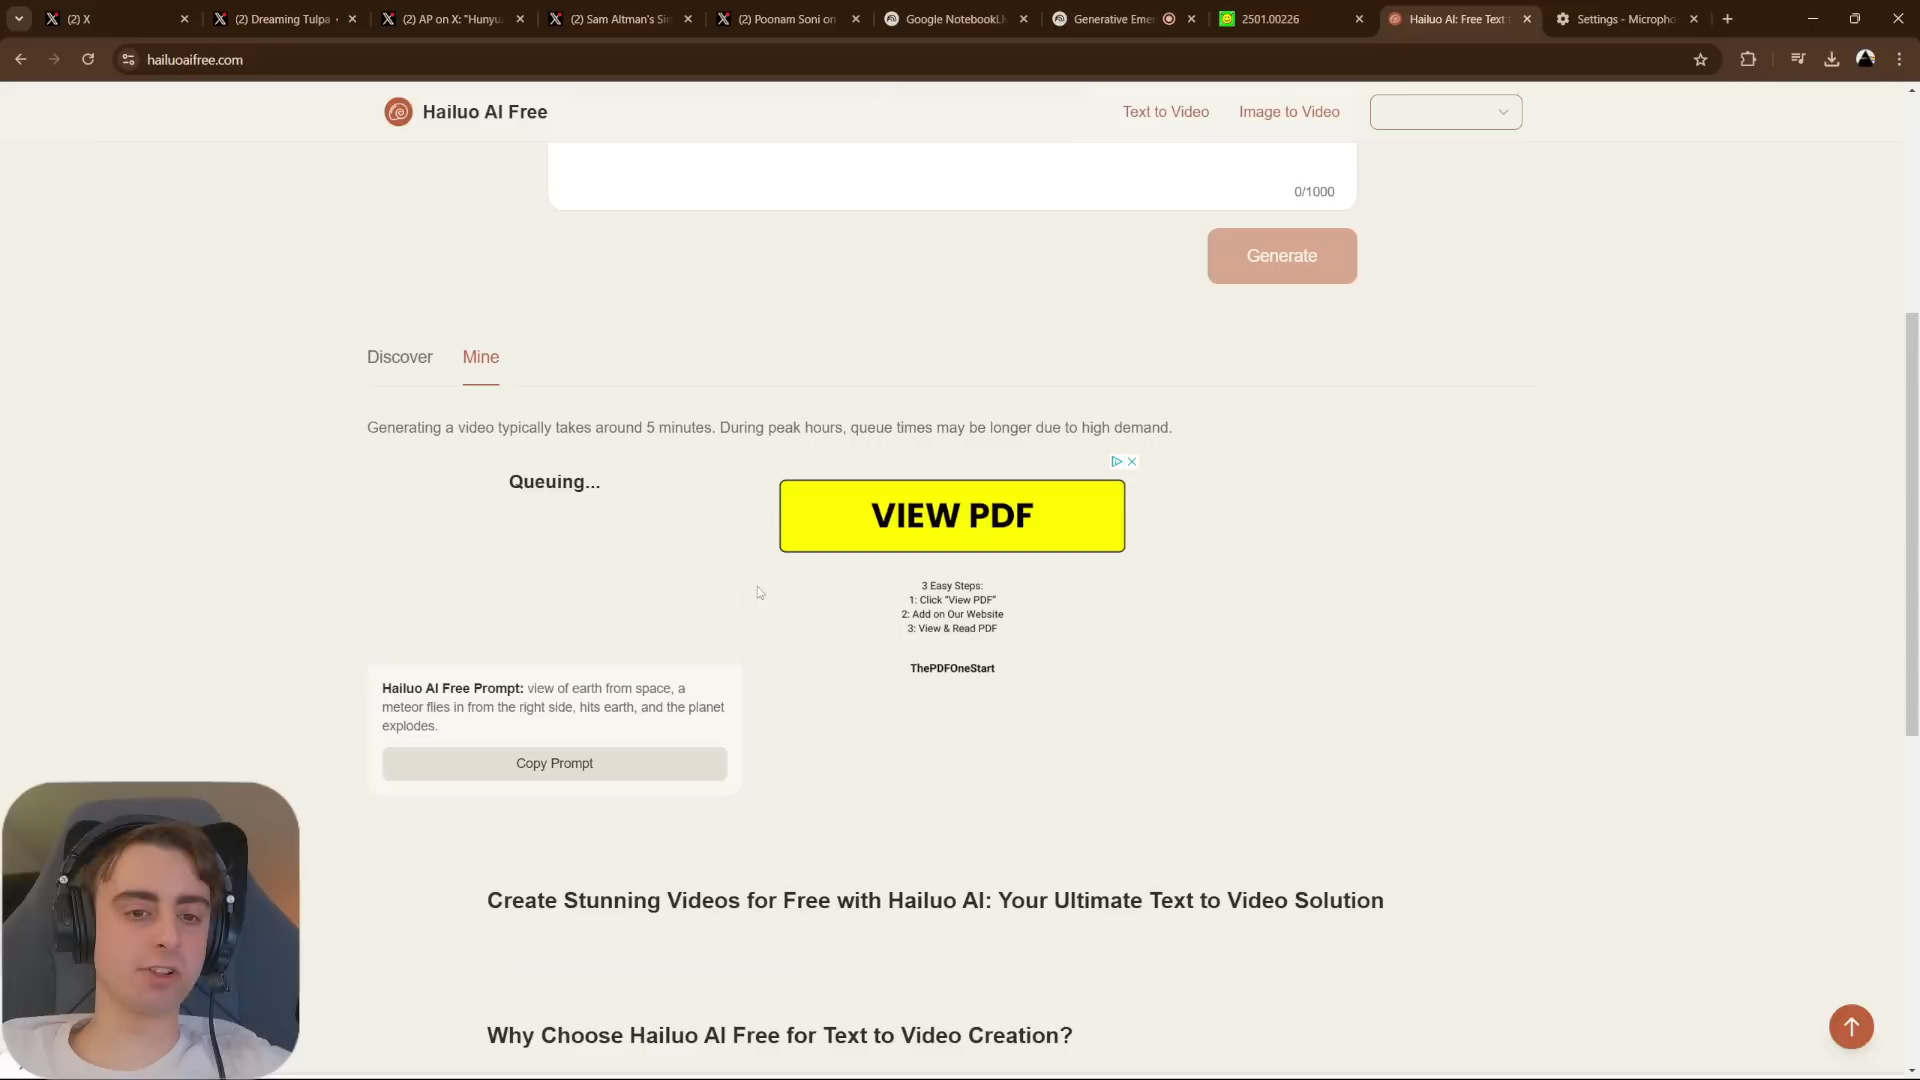 (2) X
(2) Dreaming Tulpa
(2) AP on X: "Hunyu
(2) Sam Altman's Sin
(2) Poonam Soni on
Google NotebookLM
Generative Eme
2501.00226
Hailuo AI: Free Text
Settings - Micropho
hailuoaifree.com
Hailuo AI Free
Text to Video
Image to Video
0/1000
Generate
Discover
Mine
Generating a video typically takes around 5 minutes. During peak hours, queue times may be longer due to high demand.
Queuing...
VIEW PDF
3 Easy Steps:
1: Click "View PDF"
2: Add on Our Website
3: View & Read PDF
ThePDFOneStart
Hailuo AI Free Prompt: view of earth from space, a
meteor flies in from the right side, hits earth, and the planet
explodes.
Copy Prompt
Create Stunning Videos for Free with Hailuo AI: Your Ultimate Text to Video Solution
Why Choose Hailuo AI Free for Text to Video Creation?